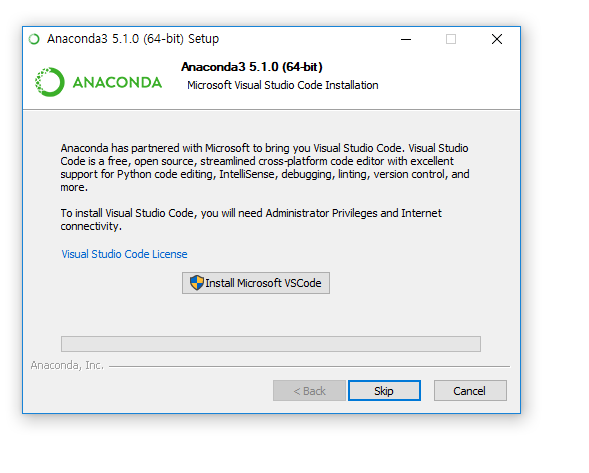 Anaconda3 5.1.0 (64-bit) Setup
ANACONDA
Anaconda3 5.1.0 (64-bit)
Microsoft Visual Studio Code Installation
Anaconda has partnered with Microsoft to bring you Visual Studio Code. Visual Studio
Code is a free, open source, streamlined cross-platform code editor with excellent
support for Python code editing, IntelliSense, debugging, linting, version control, and
more.
To install Visual Studio Code, you will need Administrator Privileges and Internet
connectivity.
Visual Studio Code License
Install Microsoft VSCode
Anaconda, Inc.
< Back Skip Cancel